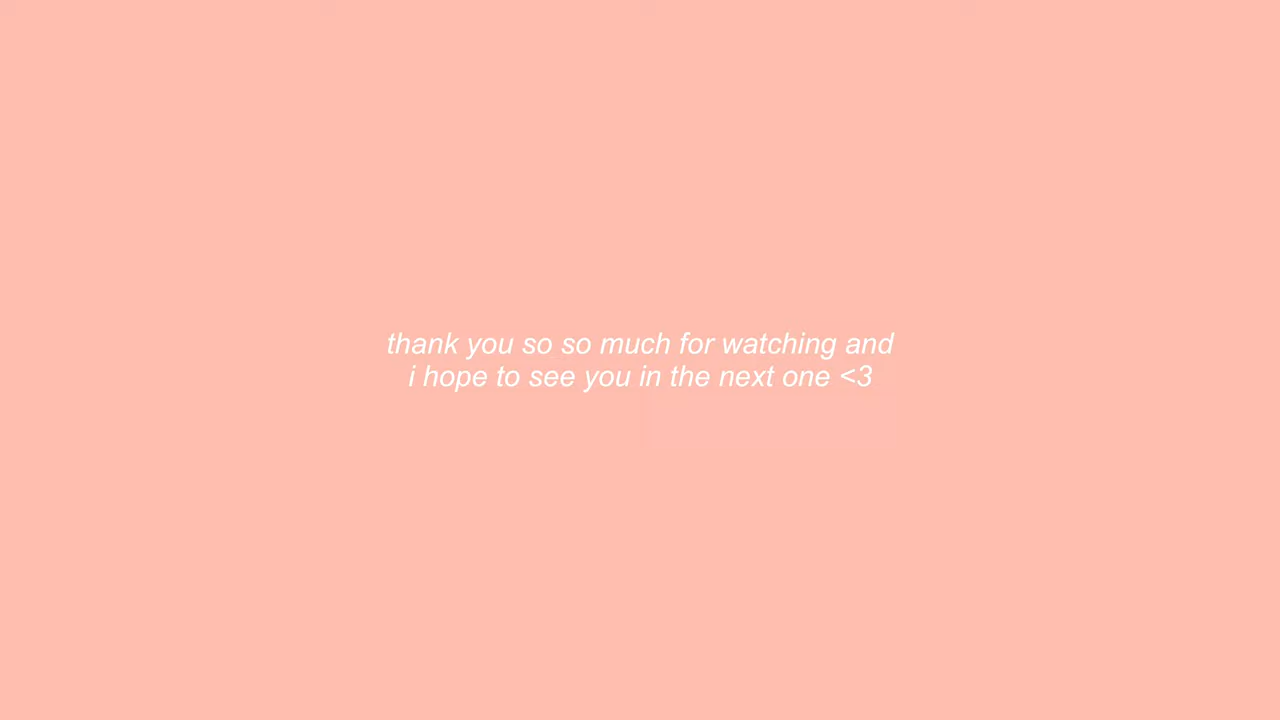 thank you so so much for watching and
i hope to see you in the next one <3